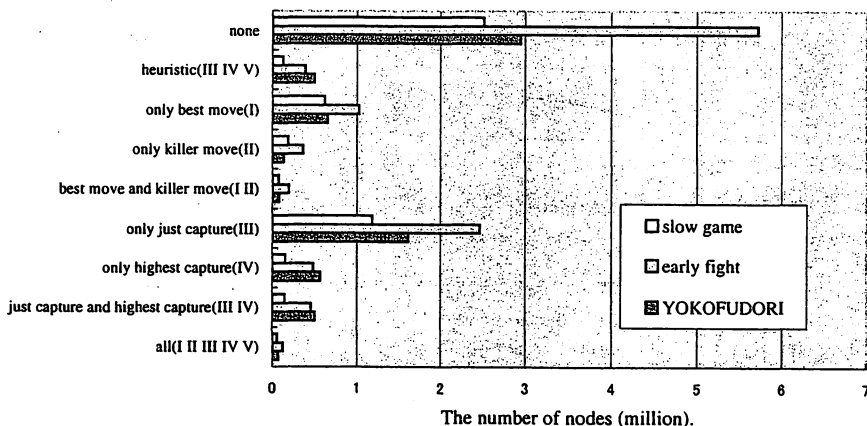 none
heuristic(III IV V)
only best move(I)
only killer move(II)
best move and killer move(I II)
only just capture(III)
only highest capture(IV)
just capture and highest capture(III IV)
all(I II III IV V)
slow game
early fight
YOKOFUDORI
0 1 2 3 4 5 6 7
The number of nodes (million).